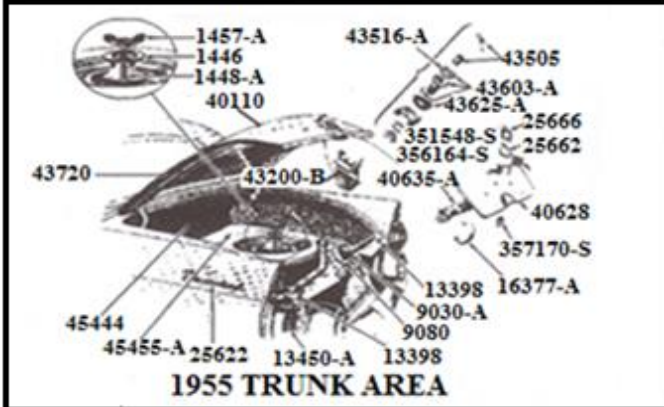 1457-A
43516-A
1446
43505
1448-A
43603-A
40110
43625-A
351548-S
25666
356164-S
25662
43720
43200-B
40635-A
40628
357170-S
16377-A
13398
9030-A
45444
9080
45455-A
25622
13450-A
13398
1955 TRUNK AREA